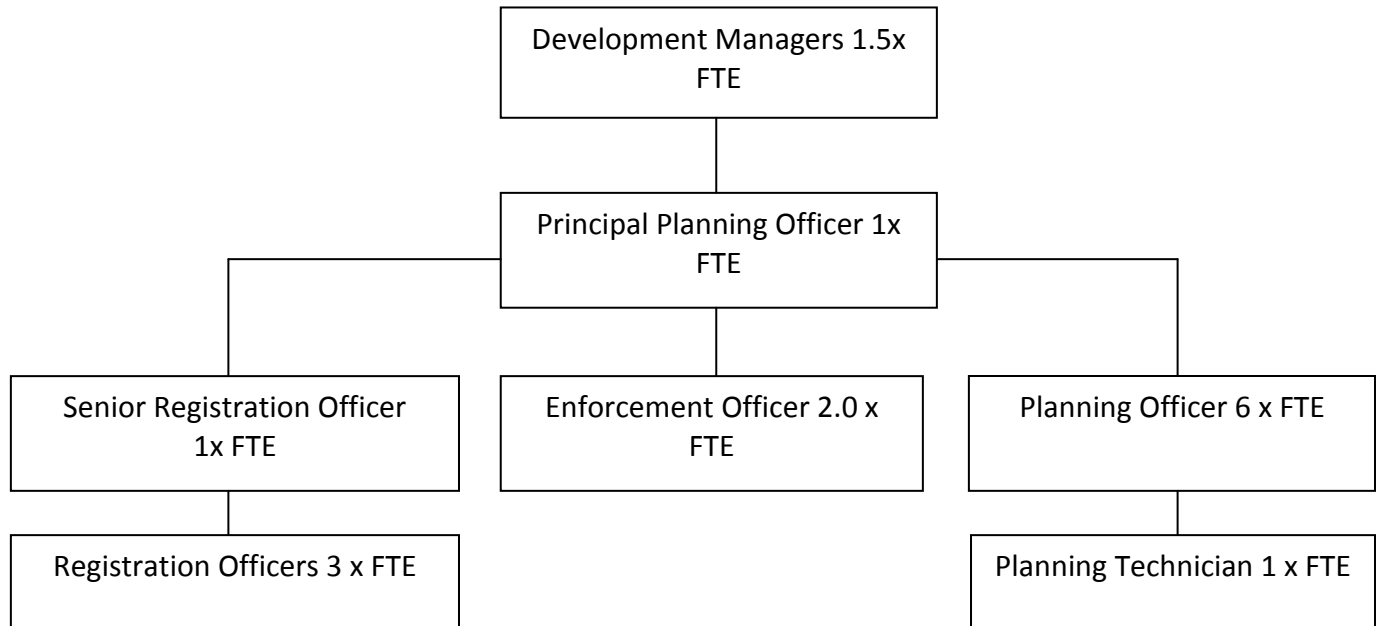 Development Managers 1.5x
FTE
Principal Planning Officer 1x
FTE
Senior Registration Officer
1x FTE
Enforcement Officer 2.0 x
FTE
Planning Officer 6 x FTE
Registration Officers 3 x FTE
Planning Technician 1 x FTE